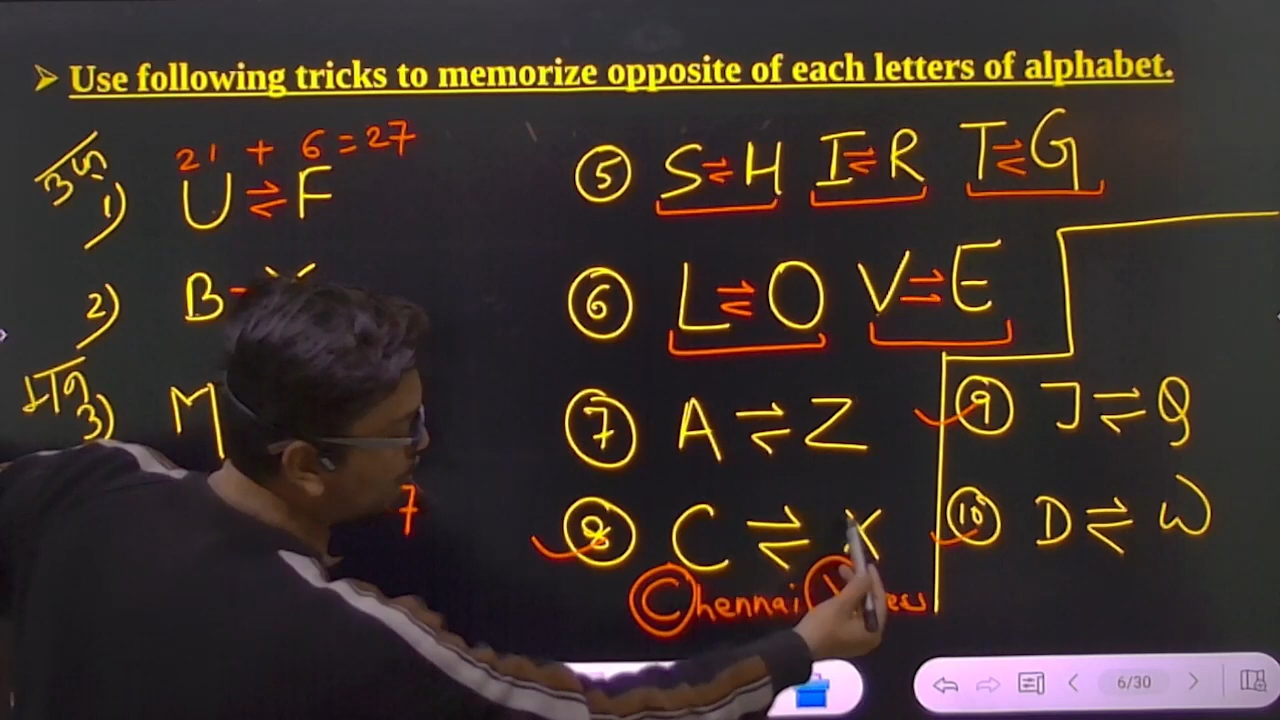 ➤ Use following tricks to memorize opposite of each letters of alphabet.
21 + 6 = 27
1) U ⇌ F
2) B
3) M
7
⑤ S ⇌ H I ⇌ R T ⇌ G
⑥ L ⇌ O V ⇌ E
⑦ A ⇌ Z
⑧ C ⇌ X
Chennai
⑨ J ⇌ Q
⑩ D ⇌ W
6/30